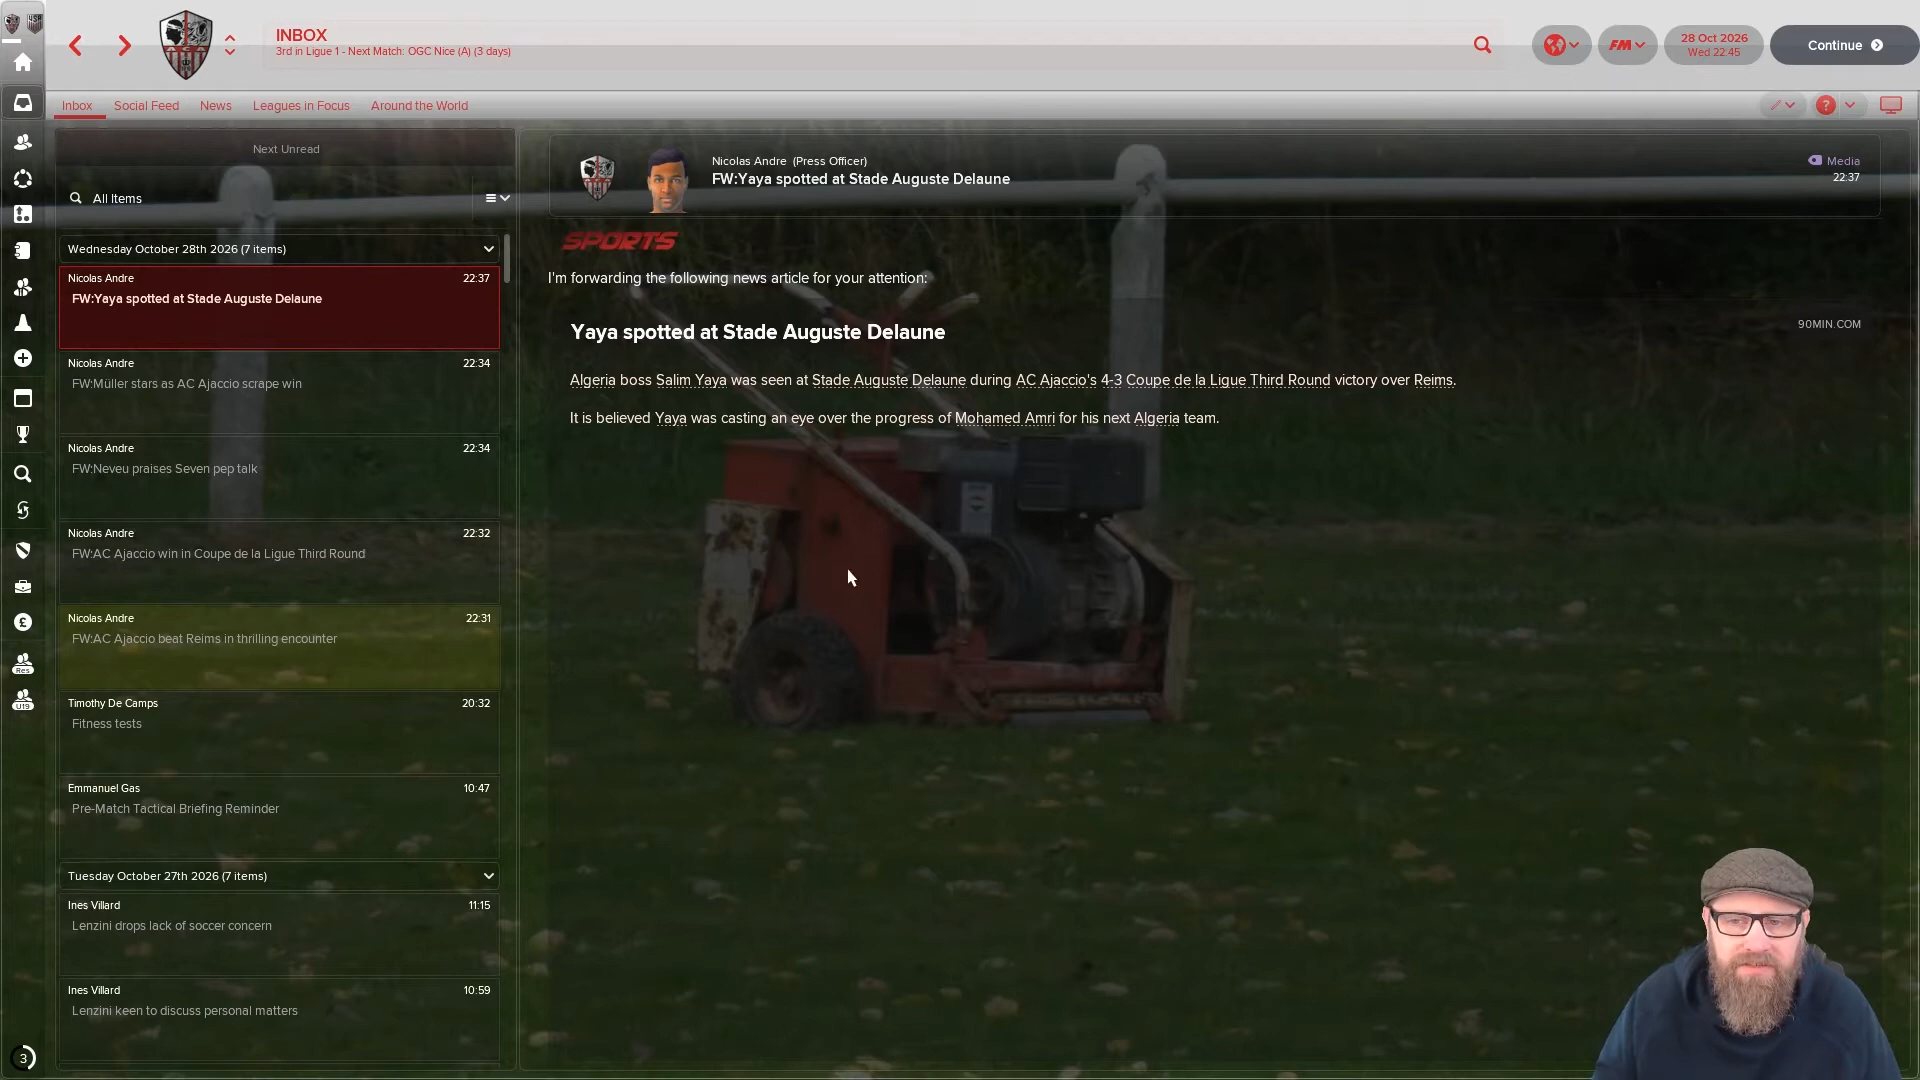 INBOX
3rd in Ligue 1 - Next Match: OGC Nice (A) (3 days)
FM
28 Oct 2026
Wed 22:45
Continue
Inbox
Social Feed
News
Leagues in Focus
Around the World
?
Next Unread
All Items
Wednesday October 28th 2026 (7 items)
Nicolas Andre 22:37
FW:Yaya spotted at Stade Auguste Delaune
Nicolas Andre 22:34
FW:Müller stars as AC Ajaccio scrape win
Nicolas Andre 22:34
FW:Neveu praises Seven pep talk
Nicolas Andre 22:32
FW:AC Ajaccio win in Coupe de la Ligue Third Round
Nicolas Andre 22:31
FW:AC Ajaccio beat Reims in thrilling encounter
Timothy De Camps 20:32
Fitness tests
Emmanuel Gas 10:47
Pre-Match Tactical Briefing Reminder
Tuesday October 27th 2026 (7 items)
Ines Villard 11:15
Lenzini drops lack of soccer concern
Ines Villard 10:59
Lenzini keen to discuss personal matters
Res
U19
3
Nicolas Andre (Press Officer)
FW:Yaya spotted at Stade Auguste Delaune
Media
22:37
SPORTS
I'm forwarding the following news article for your attention:
Yaya spotted at Stade Auguste Delaune
90MIN.COM
Algeria boss Salim Yaya was seen at Stade Auguste Delaune during AC Ajaccio's 4-3 Coupe de la Ligue Third Round victory over Reims.
It is believed Yaya was casting an eye over the progress of Mohamed Amri for his next Algeria team.